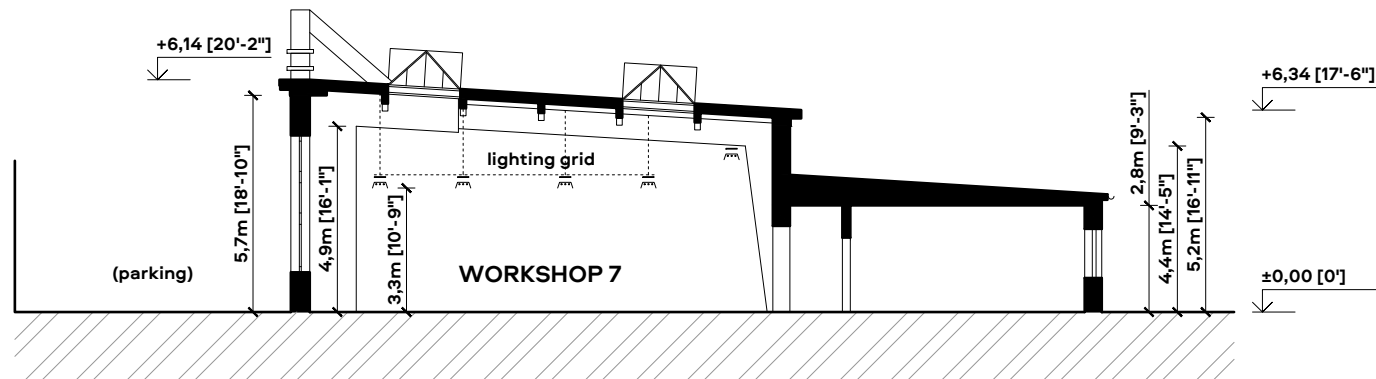 +6,14 [20'-2"]
+6,34 [17'-6"]
lighting grid
5,7m [18'-10"]
4,9m [16'-1"]
3,3m [10'-9"]
2,8m [9'-3"]
4,4m [14'-5"]
5,2m [16'-11"]
(parking)
WORKSHOP 7
±0,00 [0']